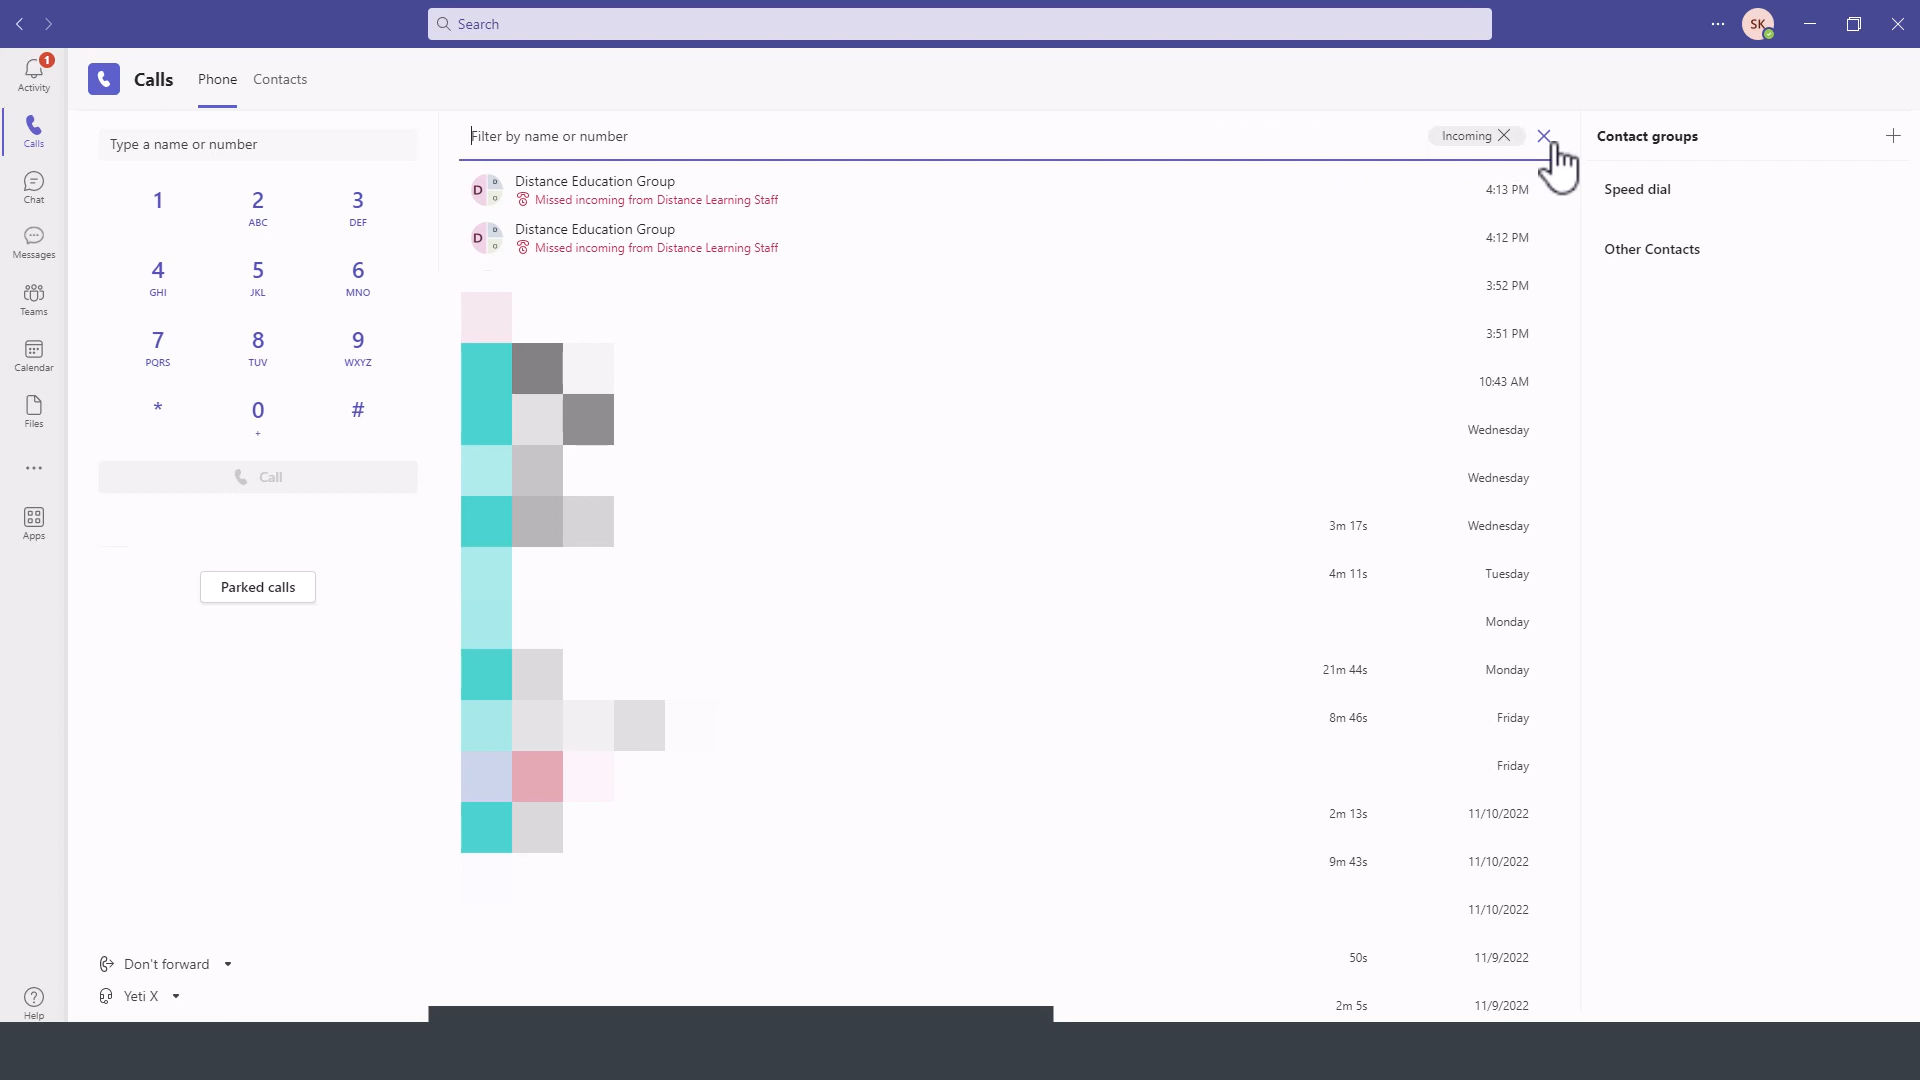 Search
SK
1
Activity
Calls
Chat
Messages
Teams
Calendar
Files
Apps
Help
Calls
Phone
Contacts
Type a name or number
1
2
ABC
3
DEF
4
GHI
5
JKL
6
MNO
7
PQRS
8
TUV
9
WXYZ
*
0
+
#
Call
Parked calls
Don't forward
Yeti X
Filter by name or number
Incoming
D D O
Distance Education Group
4:13 PM
Missed incoming from Distance Learning Staff
D D O
Distance Education Group
4:12 PM
Missed incoming from Distance Learning Staff
3:52 PM
3:51 PM
10:43 AM
Wednesday
Wednesday
3m 17s Wednesday
4m 11s Tuesday
Monday
21m 44s Monday
8m 46s Friday
Friday
2m 13s 11/10/2022
9m 43s 11/10/2022
11/10/2022
50s 11/9/2022
2m 5s 11/9/2022
Contact groups
Speed dial
Other Contacts